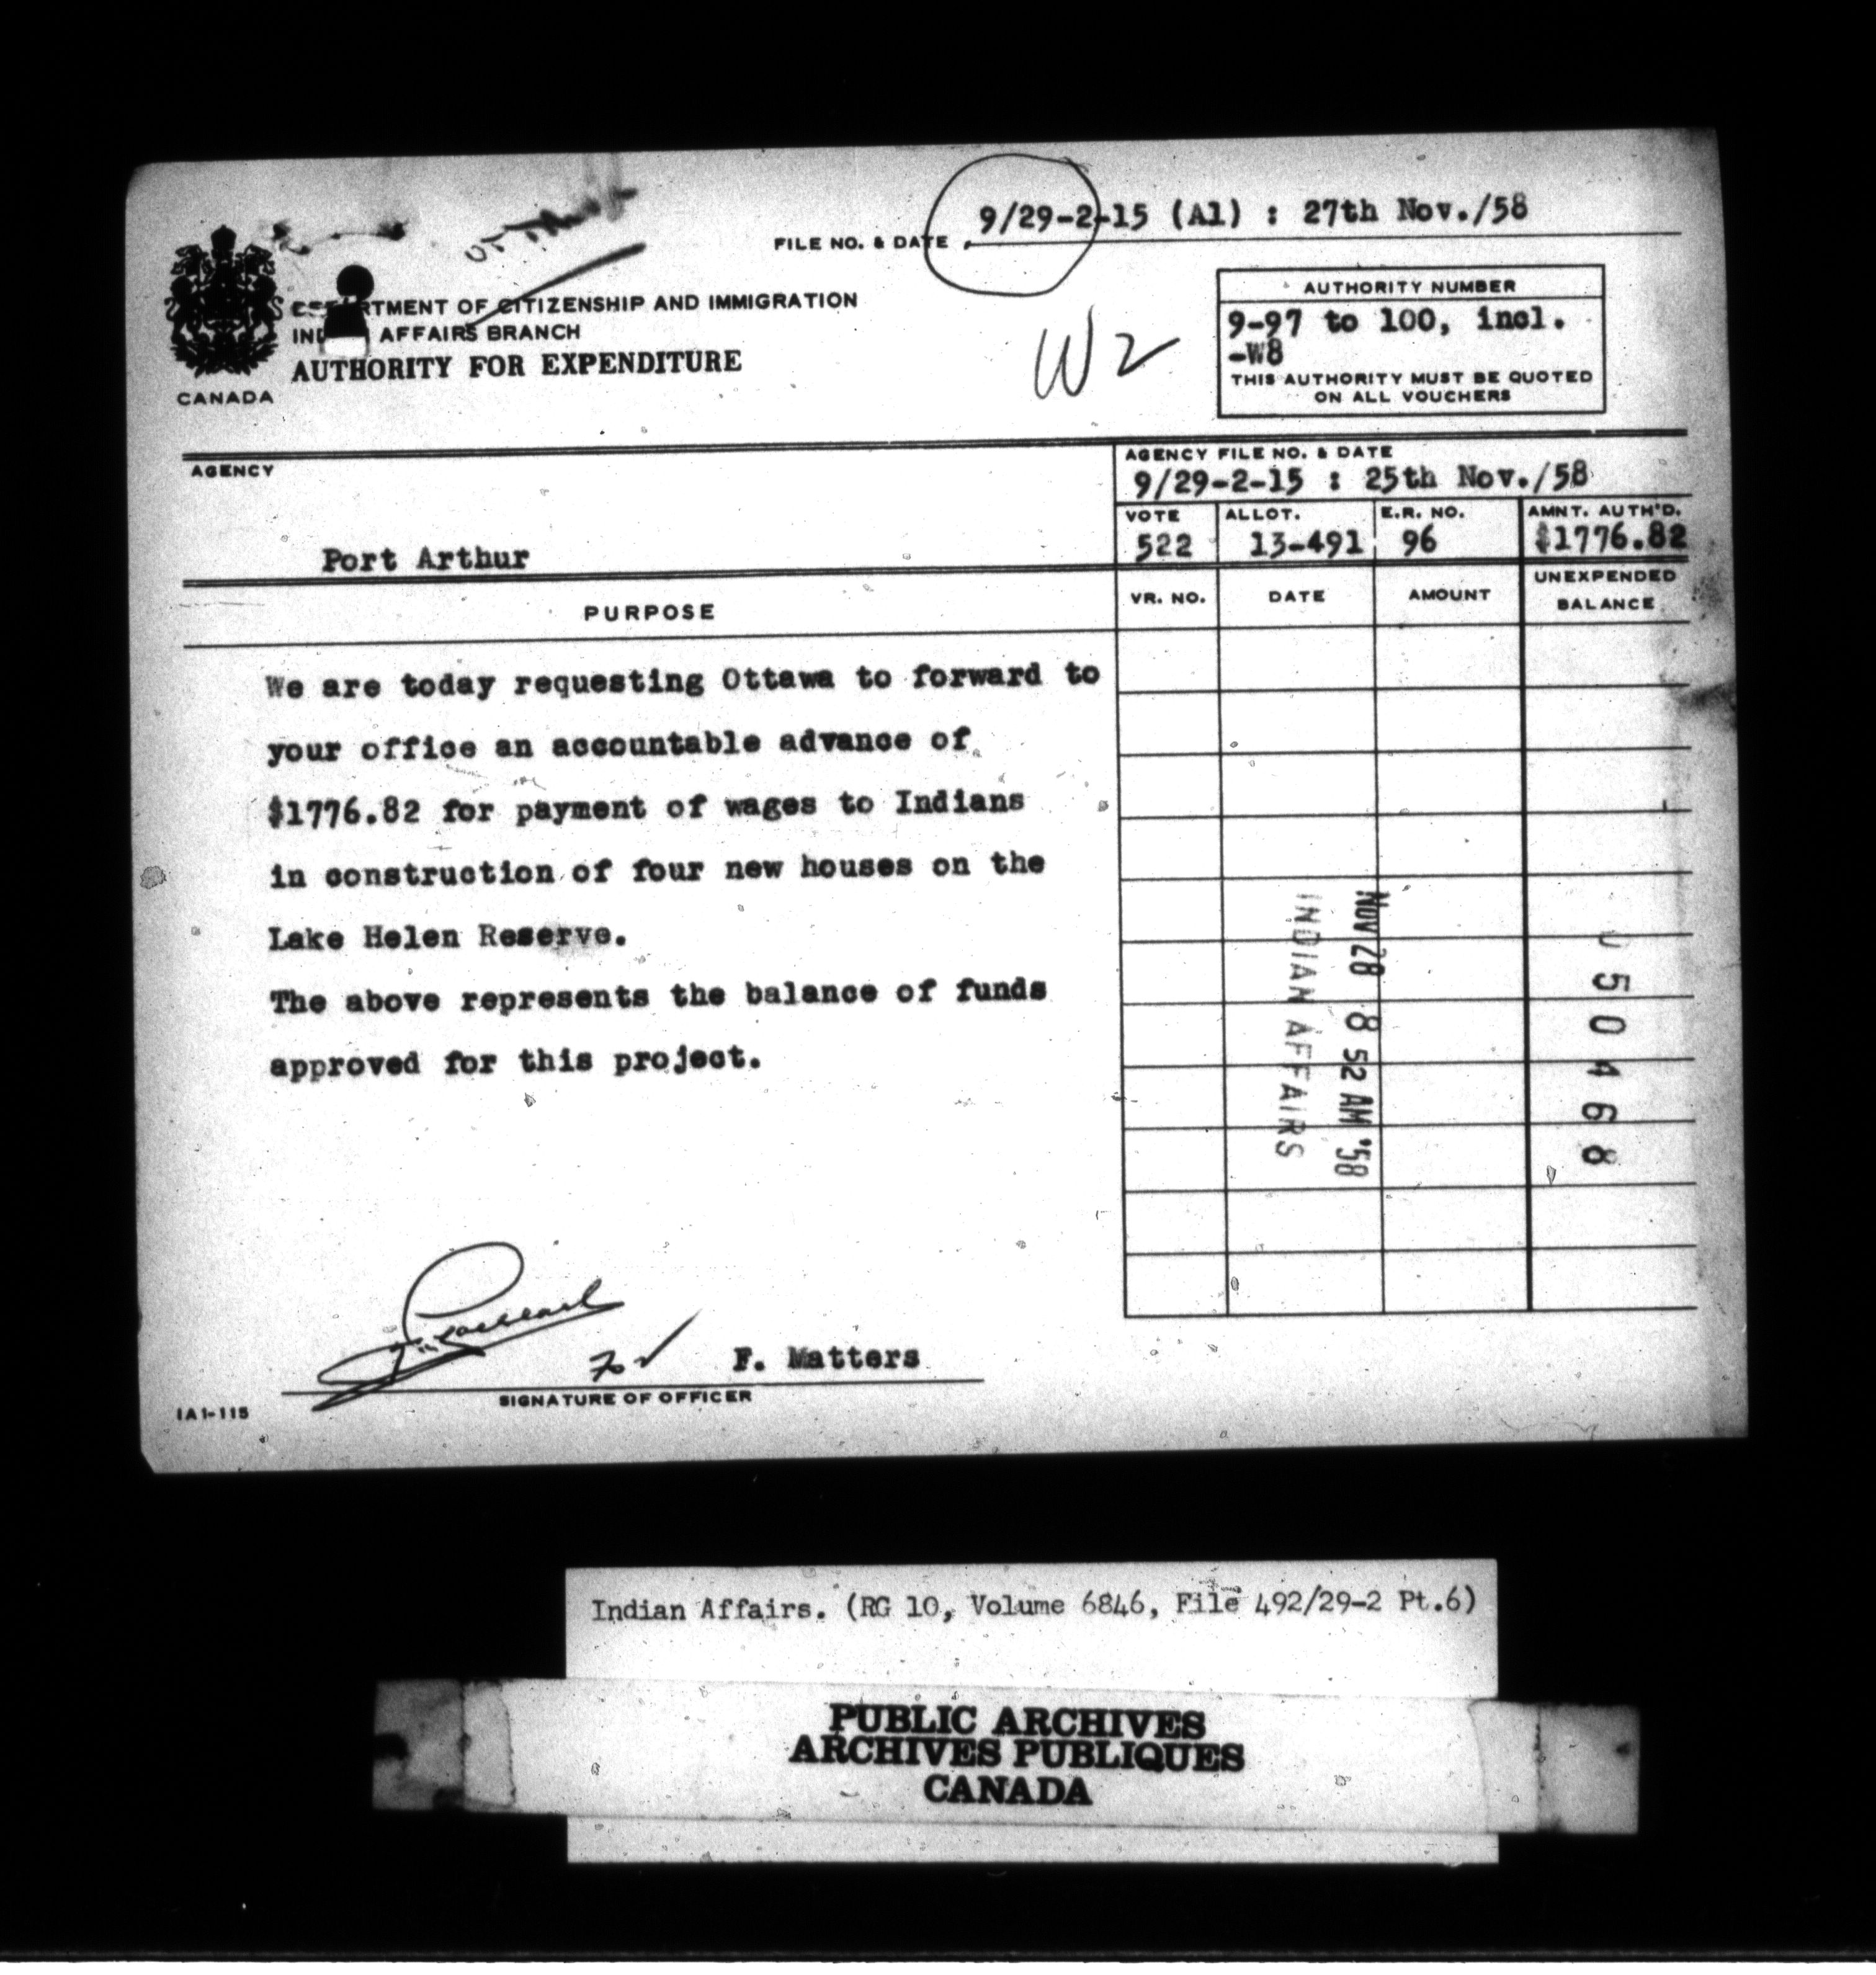 9/29-2-15 (A1) : 27th Nov./58
FILE NO. & DATE
DEPARTMENT OF CITIZENSHIP AND IMMIGRATION
INDIAN AFFAIRS BRANCH
AUTHORITY FOR EXPENDITURE
CANADA
W2
AUTHORITY NUMBER
9-97 to 100, incl.
-W8
THIS AUTHORITY MUST BE QUOTED
ON ALL VOUCHERS
AGENCY
Port Arthur
AGENCY FILE NO. & DATE
9/29-2-15 : 25th Nov./58
VOTE ALLOT. E.R. NO. AMNT. AUTH'D.
522 13-491 96 $1776.82
PURPOSE
VR. NO. DATE AMOUNT UNEXPENDED BALANCE
We are today requesting Ottawa to forward to
your office an accountable advance of
$1776.82 for payment of wages to Indians
in construction of four new houses on the
Lake Helen Reserve.
The above represents the balance of funds
approved for this project.
NOV 28 8 52 AM '58
INDIAN AFFAIRS
050468
for F. Matters
SIGNATURE OF OFFICER
IA1-115
Indian Affairs. (RG 10, Volume 6846, File 492/29-2 Pt.6)
PUBLIC ARCHIVES
ARCHIVES PUBLIQUES
CANADA